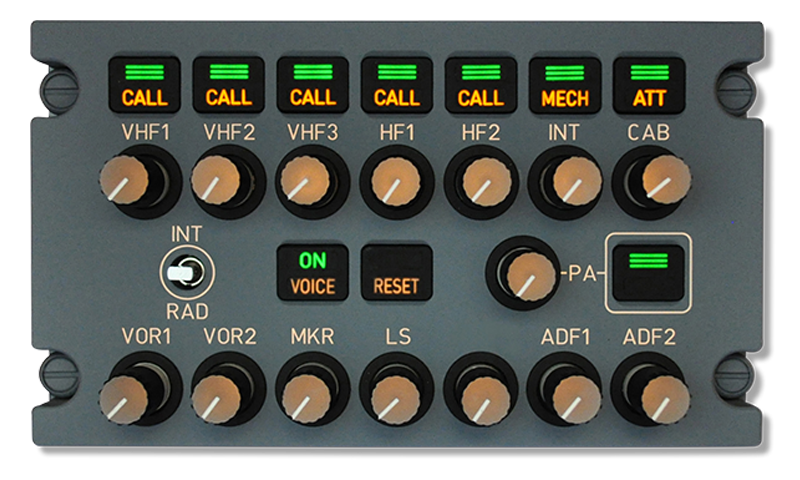 CALL CALL CALL CALL CALL MECH ATT
VHF1 VHF2 VHF3 HF1 HF2 INT CAB
INT
ON
VOICE RESET PA
RAD
VOR1 VOR2 MKR LS ADF1 ADF2